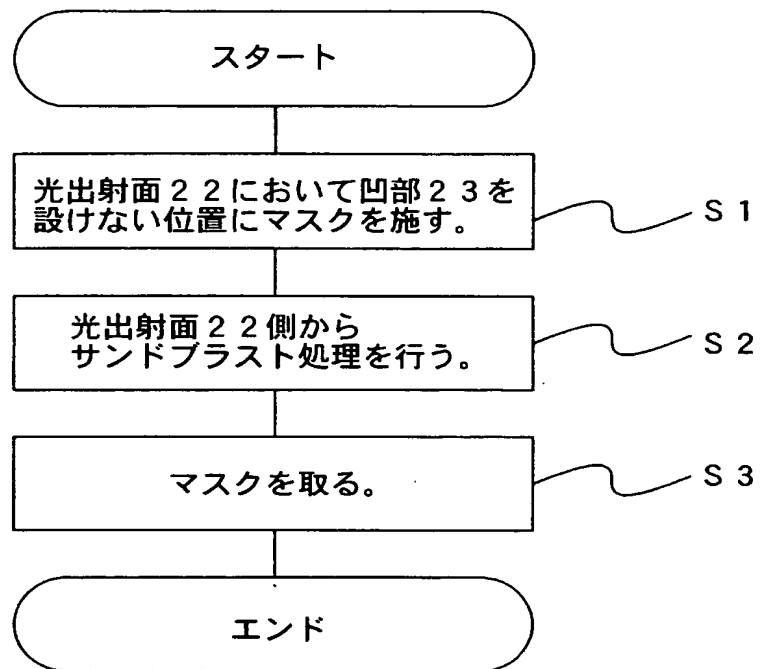 スタート
光出射面２２において凹部２３を
設けない位置にマスクを施す。
Ｓ１
光出射面２２側から
サンドブラスト処理を行う。
Ｓ２
マスクを取る。
Ｓ３
エンド